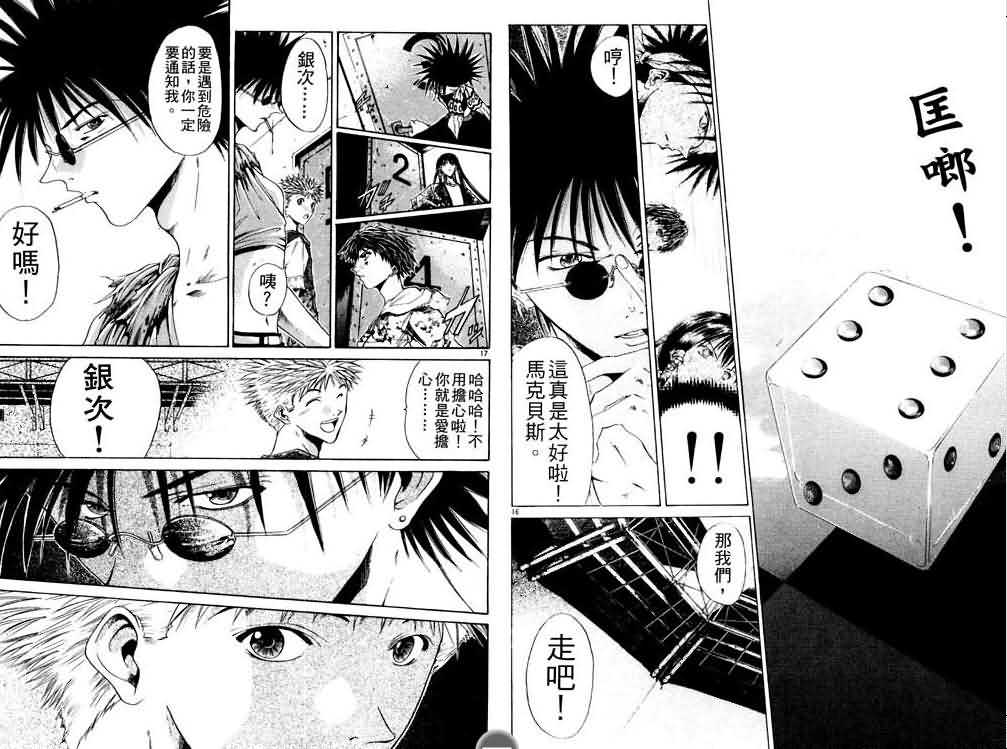 匡啷！
！！
哼！
這真是太好啦！
馬克貝斯。
那我們，
走吧！
16
2
4
銀次……
咦？
要是遇到危險
的話，你一定
要通知我。
好嗎！
17
哈哈哈！不
用擔心啦！
你就是愛擔
心……
銀次！